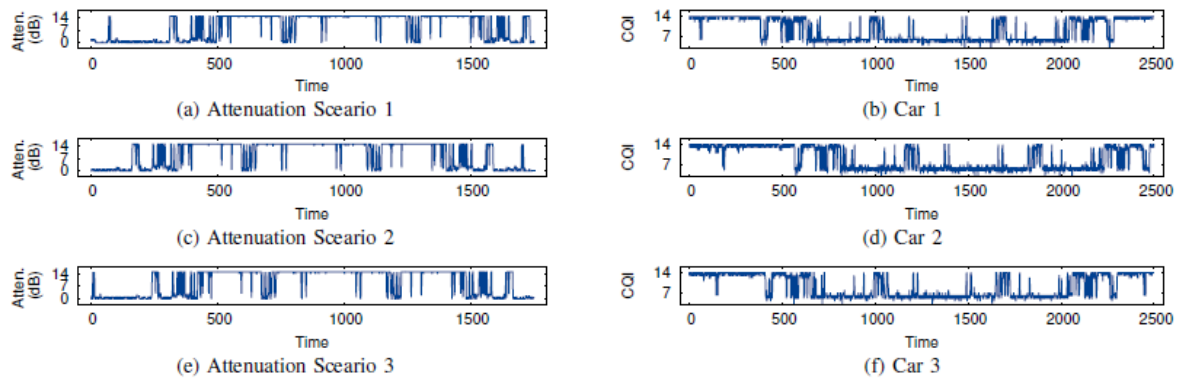 Atten. (dB)
14
7
0
0 500 1000 1500
Time
(a) Attenuation Sceario 1
CQI
14
7
0 500 1000 1500 2000 2500
Time
(b) Car 1
Atten. (dB)
14
7
0
0 500 1000 1500
Time
(c) Attenuation Sceario 2
CQI
14
7
0 500 1000 1500 2000 2500
Time
(d) Car 2
Atten. (dB)
14
7
0
0 500 1000 1500
Time
(e) Attenuation Sceario 3
CQI
14
7
0 500 1000 1500 2000 2500
Time
(f) Car 3